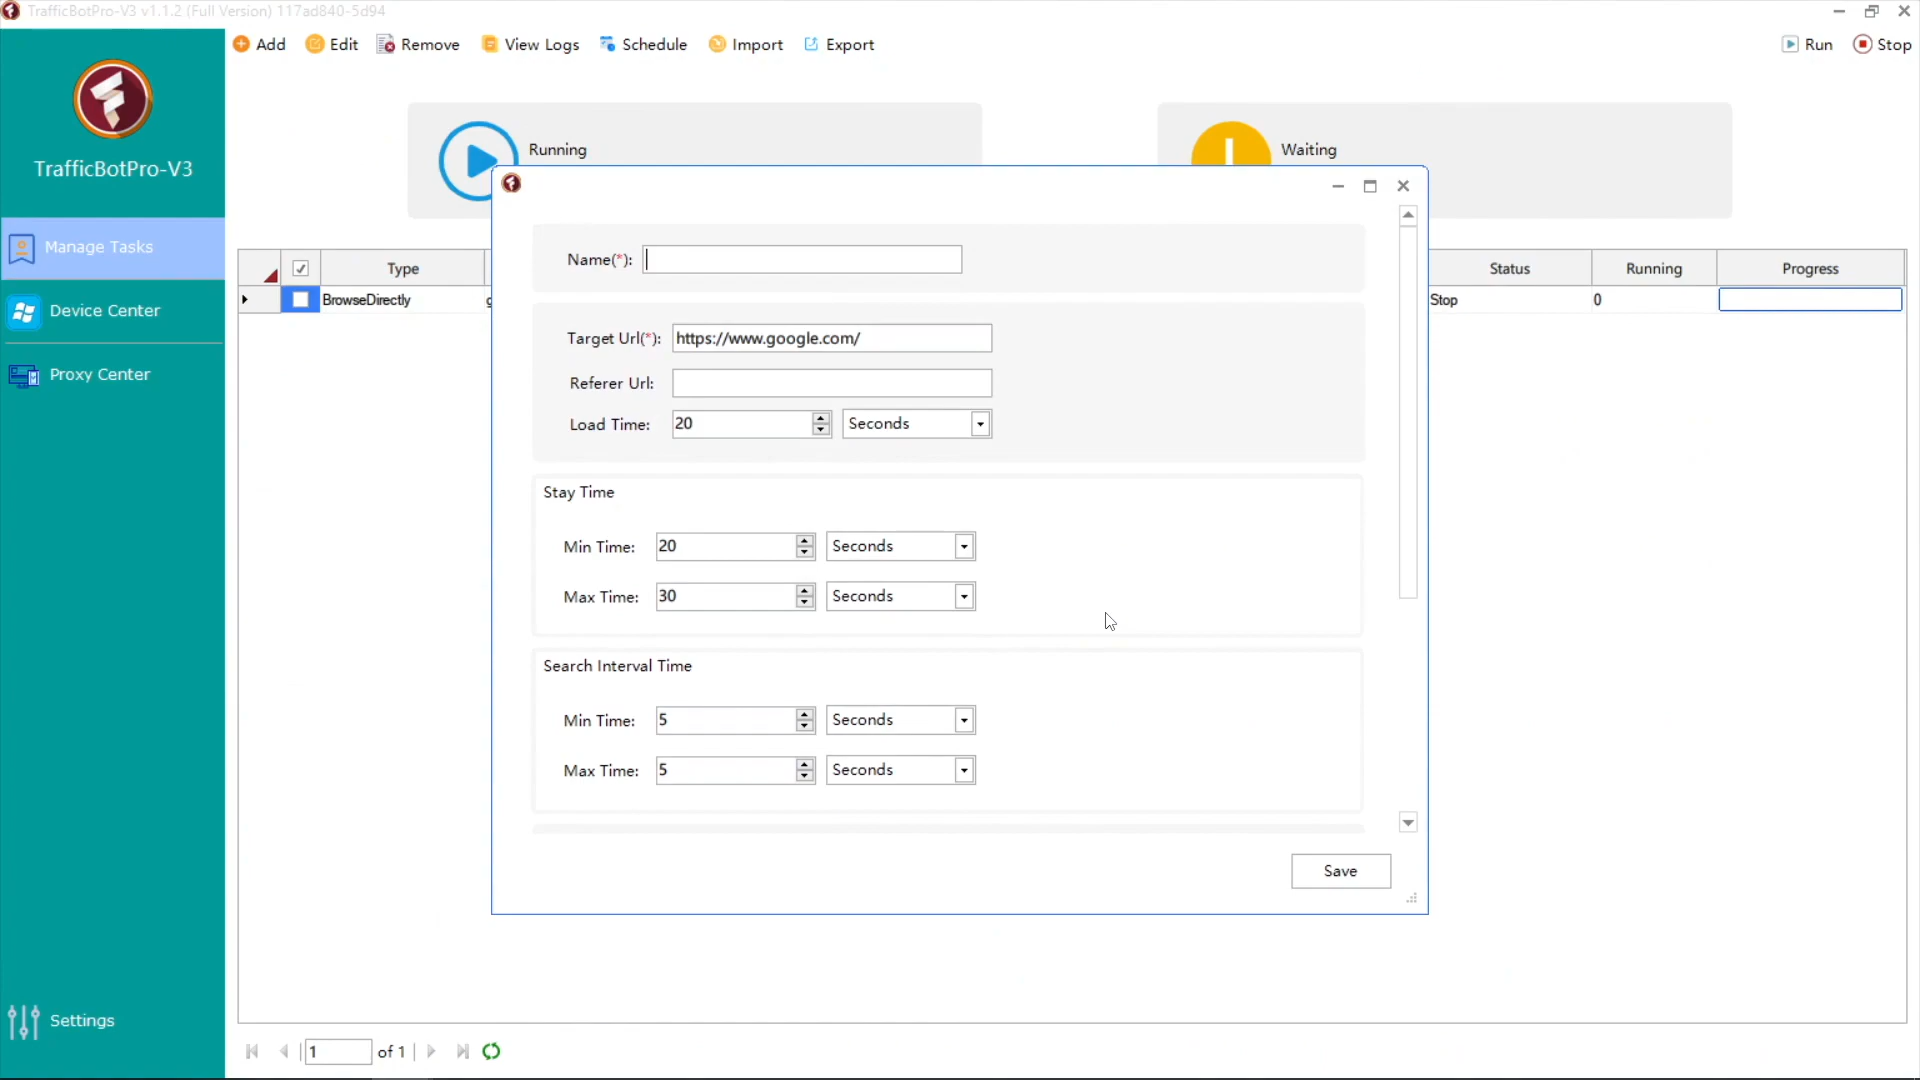 TrafficBotPro-V3 v1.1.2 (Full Version) 117ad840-5d94
Add Edit Remove View Logs Schedule Import Export Run Stop
TrafficBotPro-V3
Manage Tasks
Device Center
Proxy Center
Settings
Running
Waiting
Type Status Running Progress
BrowseDirectly g Stop 0
Name(*):
Target Url(*): https://www.google.com/
Referer Url:
Load Time: 20 Seconds
Stay Time
Min Time: 20 Seconds
Max Time: 30 Seconds
Search Interval Time
Min Time: 5 Seconds
Max Time: 5 Seconds
Save
1 of 1